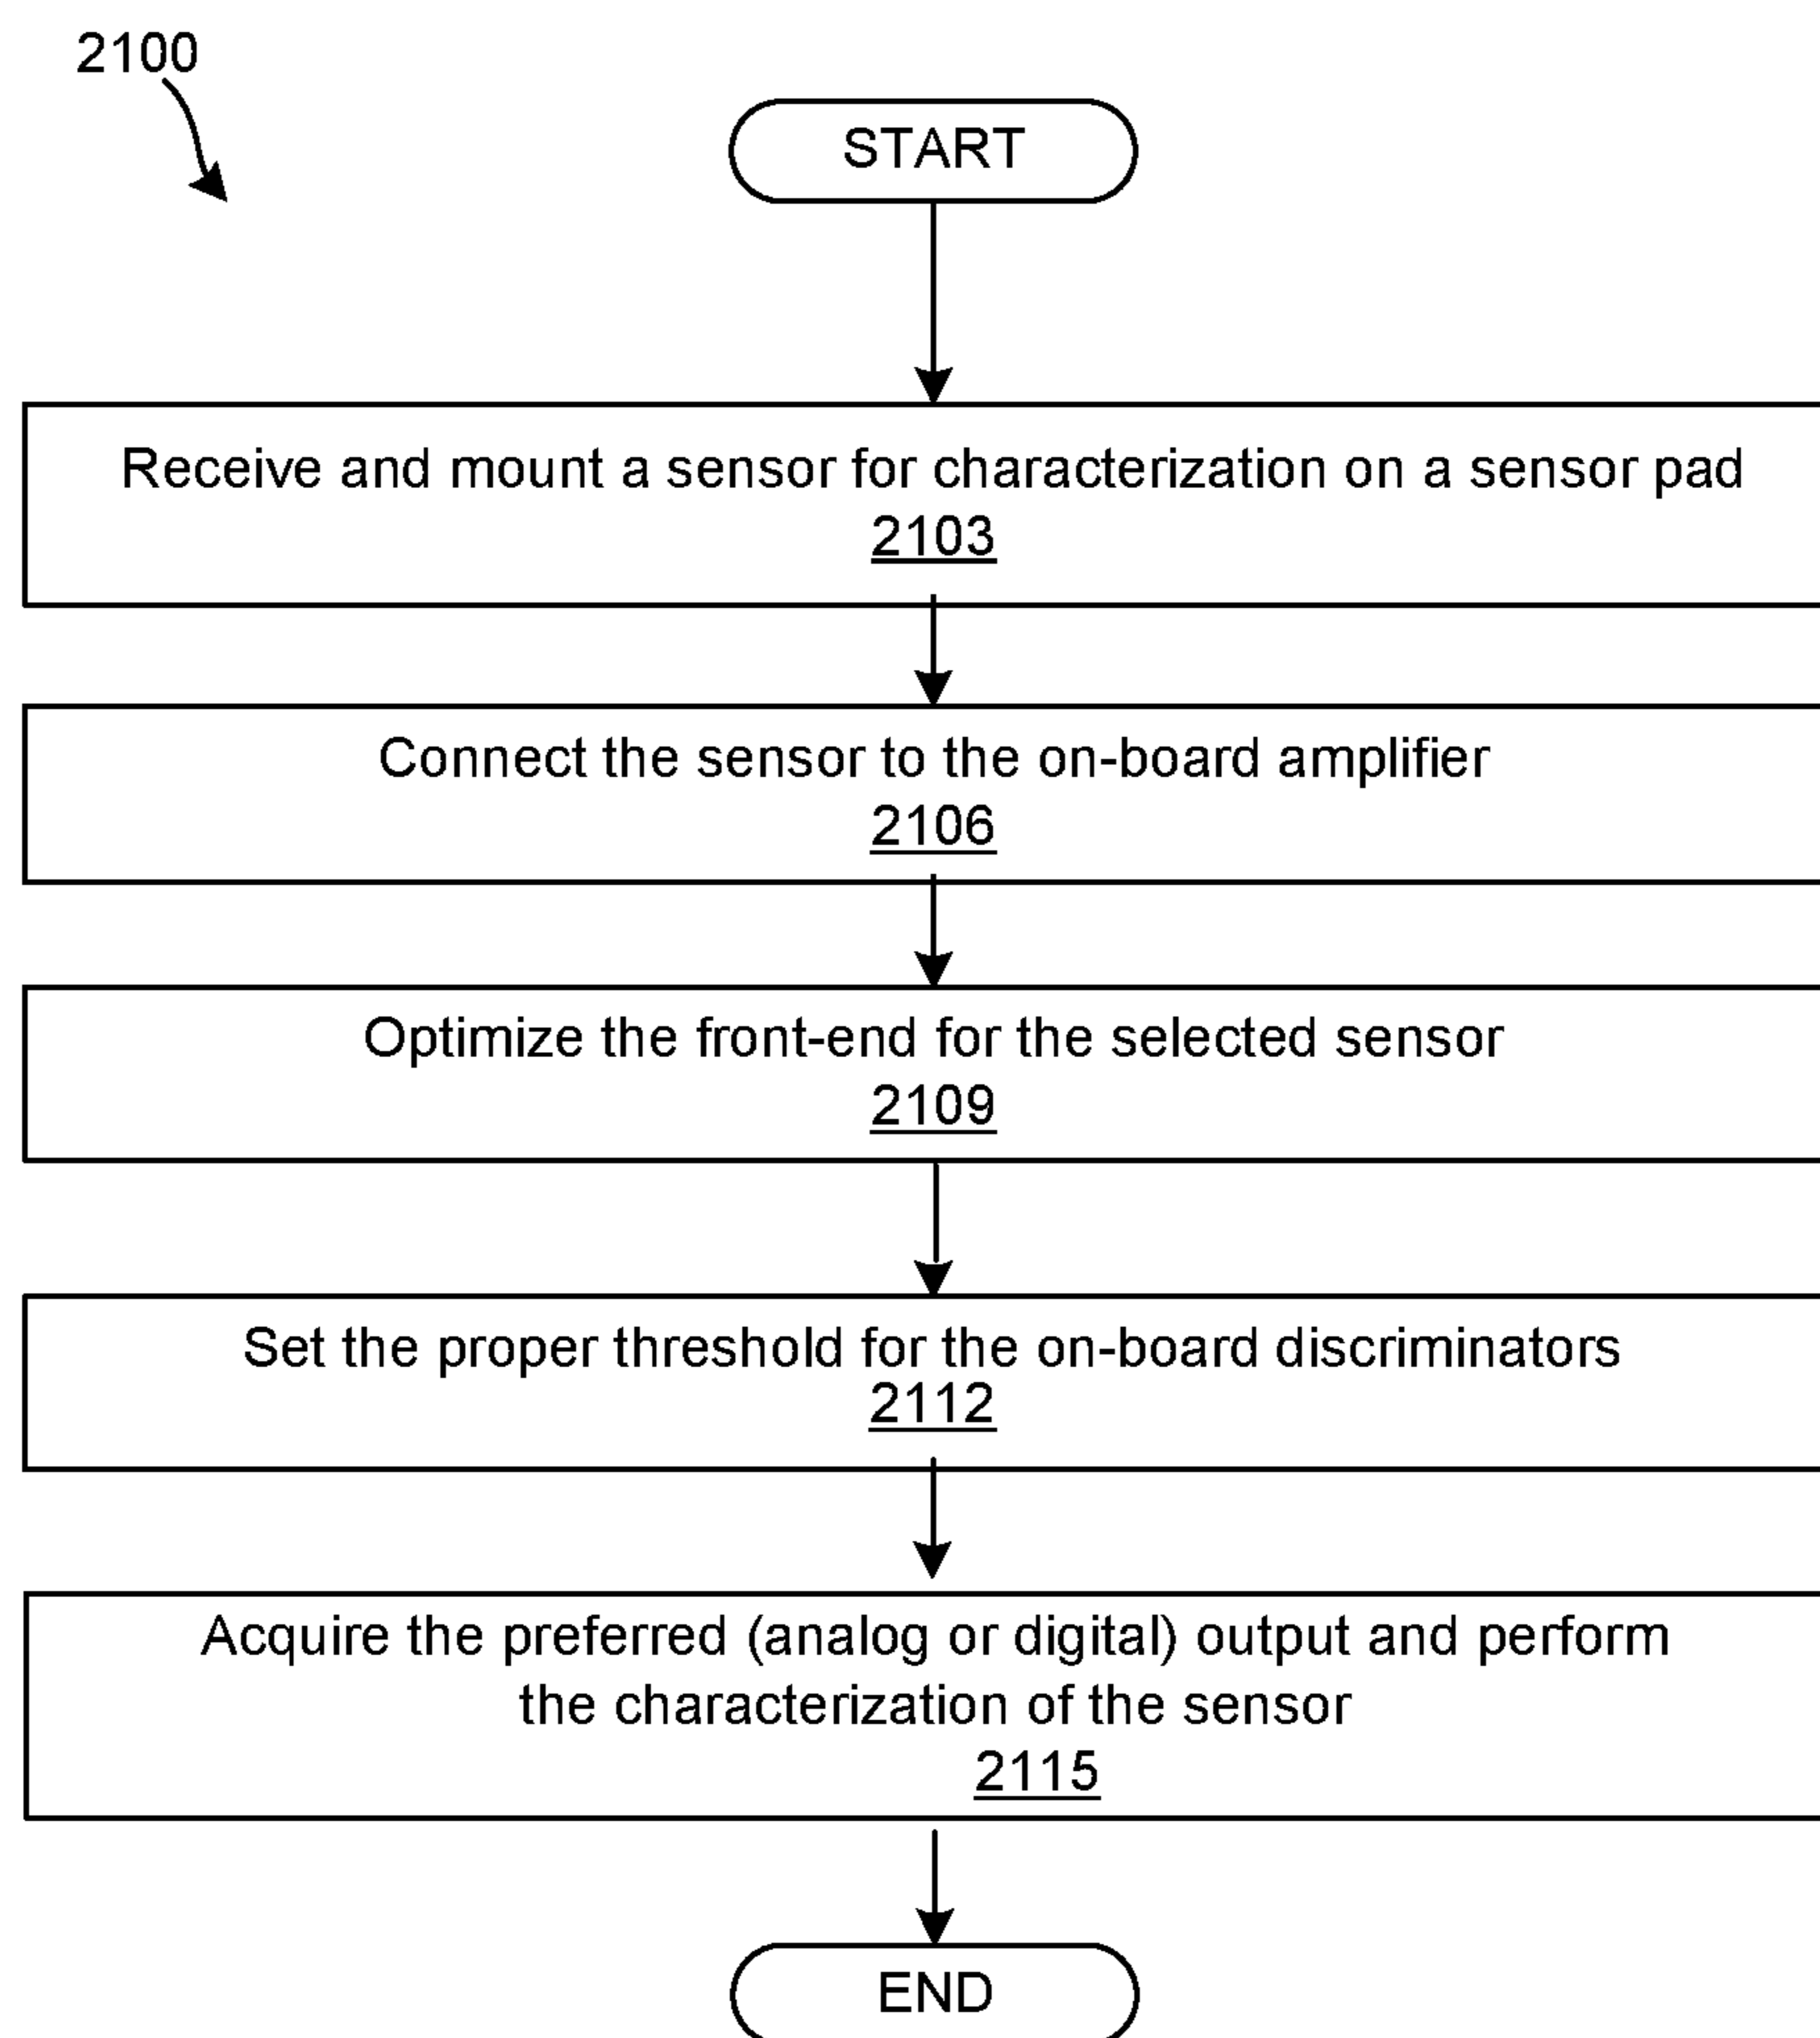 2100
START
Receive and mount a sensor for characterization on a sensor pad
2103
Connect the sensor to the on-board amplifier
2106
Optimize the front-end for the selected sensor
2109
Set the proper threshold for the on-board discriminators
2112
Acquire the preferred (analog or digital) output and perform
the characterization of the sensor
2115
END